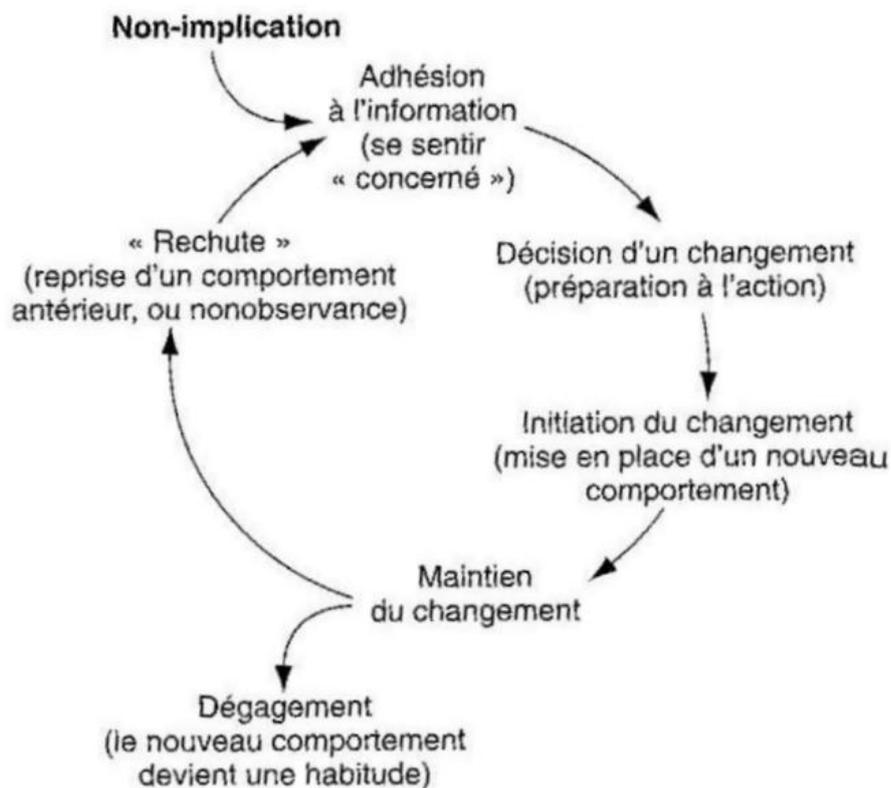 Non-implication
Adhésion
à l'information
(se sentir
« concerné »)
Décision d'un changement
(préparation à l'action)
Initiation du changement
(mise en place d'un nouveau
comportement)
Maintien
du changement
Dégagement
(le nouveau comportement
devient une habitude)
« Rechute »
(reprise d'un comportement
antérieur, ou nonobservance)